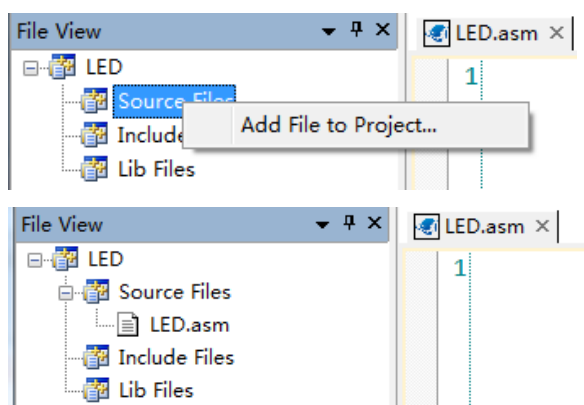 File View
LED.asm
LED
1
Source Files
Add File to Project...
Include
Lib Files
File View
LED.asm
LED
1
Source Files
LED.asm
Include Files
Lib Files